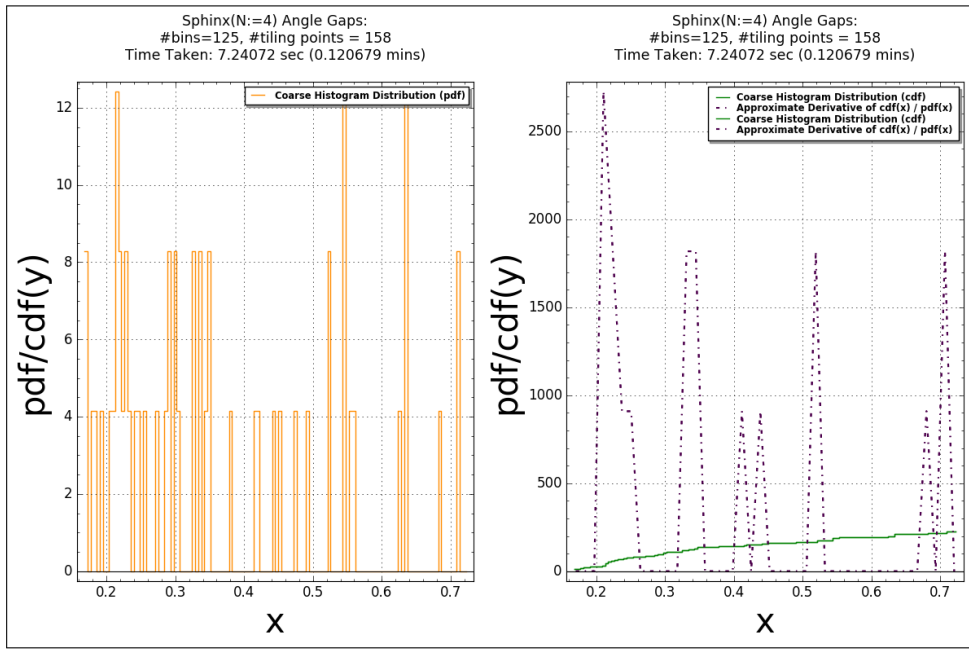 Sphinx(N:=4) Angle Gaps:
#bins=125, #tiling points = 158
Time Taken: 7.24072 sec (0.120679 mins)
Coarse Histogram Distribution (pdf)
pdf/cdf(y)
12
10
8
6
4
2
0
0.2 0.3 0.4 0.5 0.6 0.7
x
Sphinx(N:=4) Angle Gaps:
#bins=125, #tiling points = 158
Time Taken: 7.24072 sec (0.120679 mins)
Coarse Histogram Distribution (cdf)
Approximate Derivative of cdf(x) / pdf(x)
Coarse Histogram Distribution (cdf)
Approximate Derivative of cdf(x) / pdf(x)
pdf/cdf(y)
2500
2000
1500
1000
500
0
0.2 0.3 0.4 0.5 0.6 0.7
x